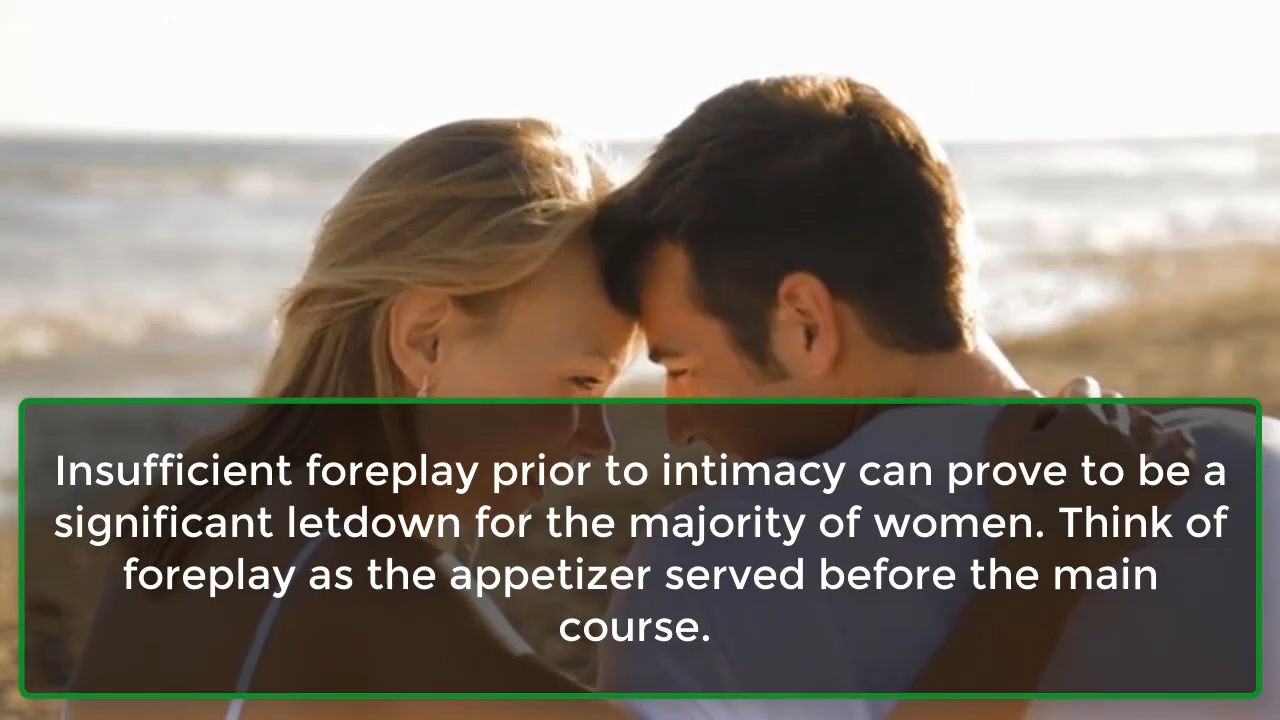 Insufficient foreplay prior to intimacy can prove to be a
significant letdown for the majority of women. Think of
foreplay as the appetizer served before the main
course.